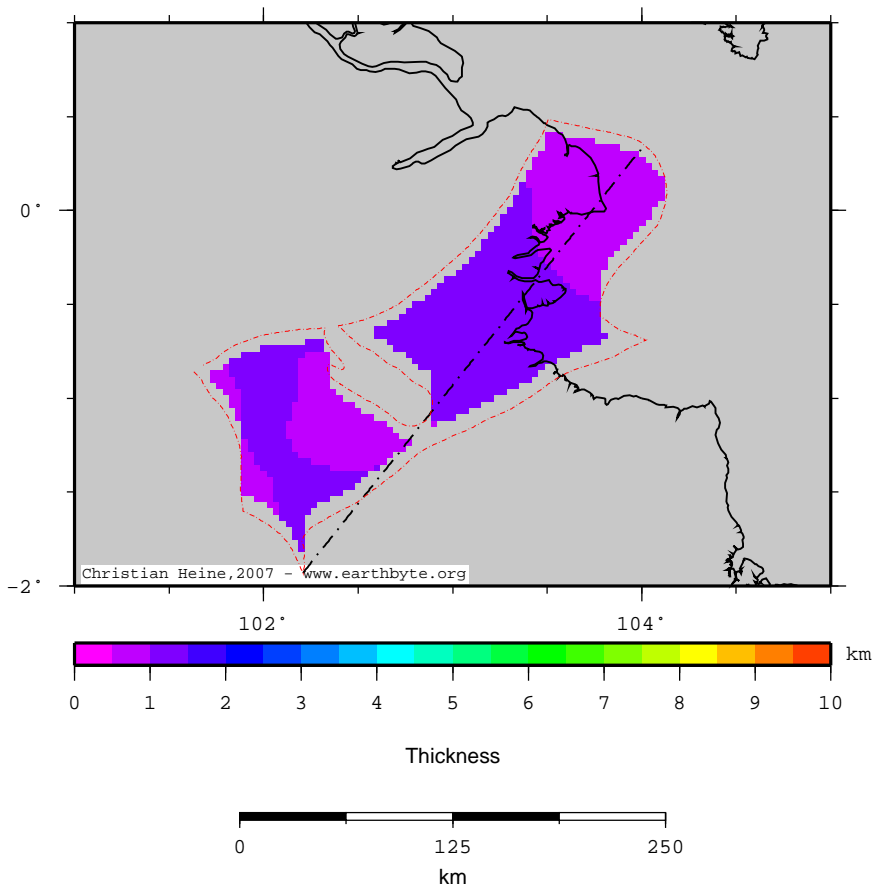 0°
-2°
Christian Heine,2007 - www.earthbyte.org
102° 104°
km
0 1 2 3 4 5 6 7 8 9 10
Thickness
0 125 250
km